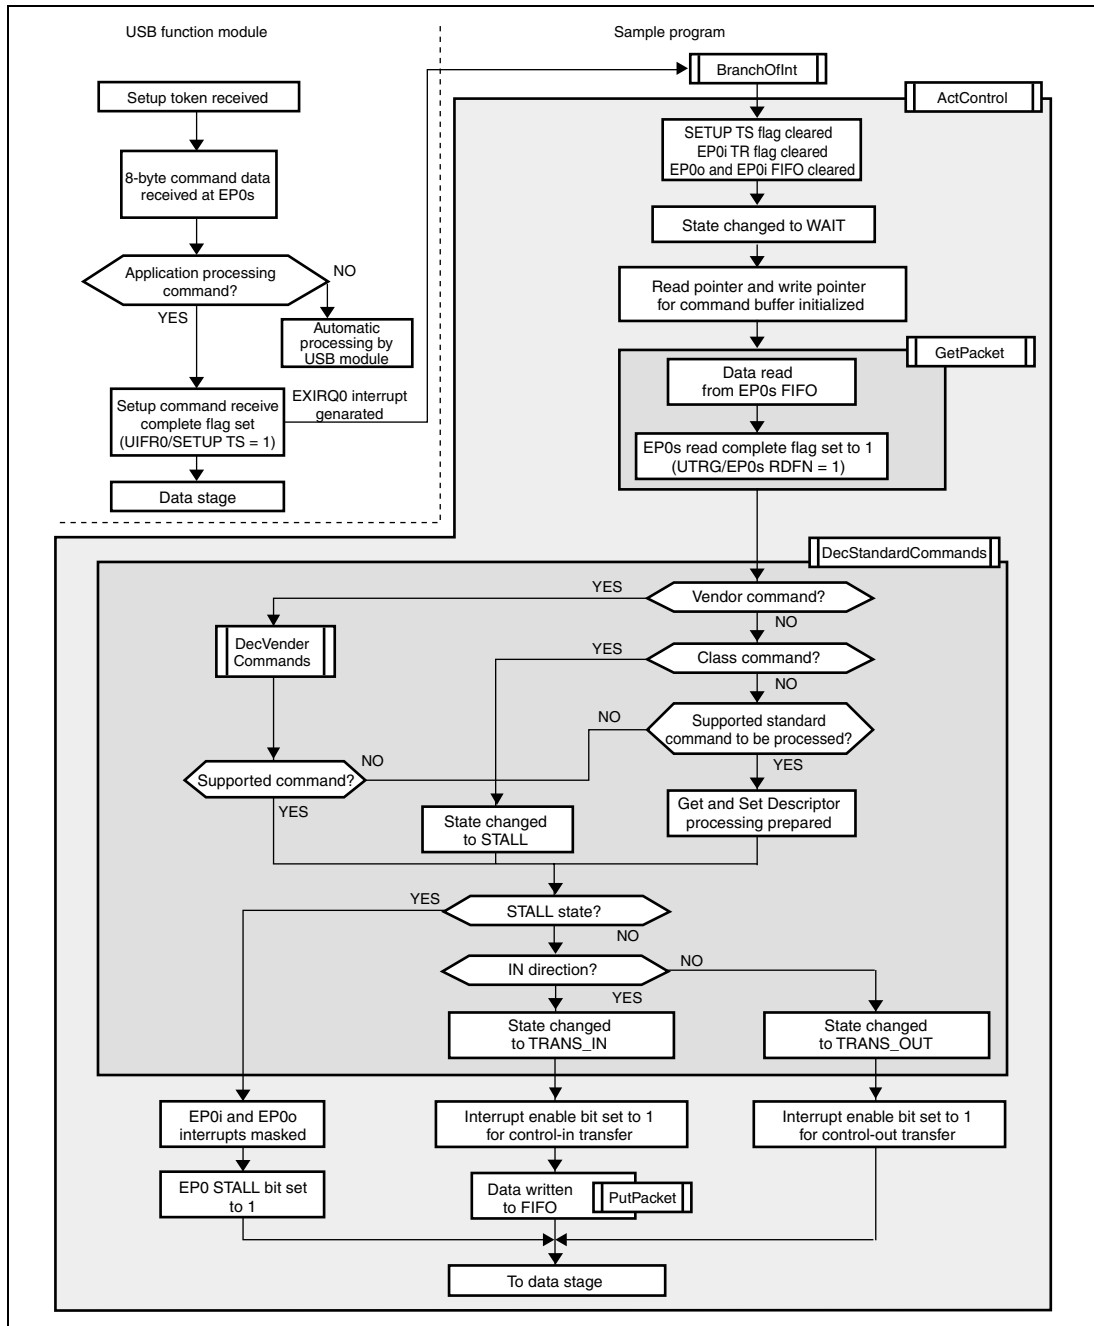 USB function module
Sample program
BranchOfInt
Setup token received
ActControl
SETUP TS flag cleared
EP0i TR flag cleared
EP0o and EP0i FIFO cleared
8-byte command data
received at EP0s
State changed to WAIT
Application processing
command?
NO
YES
Read pointer and write pointer
for command buffer initialized
Automatic
processing by
USB module
GetPacket
Data read
from EP0s FIFO
Setup command receive
complete flag set
(UIFR0/SETUP TS = 1)
EXIRQ0 interrupt
genarated
EP0s read complete flag set to 1
(UTRG/EP0s RDFN = 1)
Data stage
DecStandardCommands
YES
Vendor command?
NO
DecVender
Commands
YES
Class command?
NO
NO
Supported standard
command to be processed?
YES
Supported command?
NO
YES
State changed
to STALL
Get and Set Descriptor
processing prepared
YES
STALL state?
NO
IN direction?
NO
YES
State changed
to TRANS_IN
State changed
to TRANS_OUT
EP0i and EP0o
interrupts masked
Interrupt enable bit set to 1
for control-in transfer
Interrupt enable bit set to 1
for control-out transfer
EP0 STALL bit set
to 1
Data written
to FIFO
PutPacket
To data stage